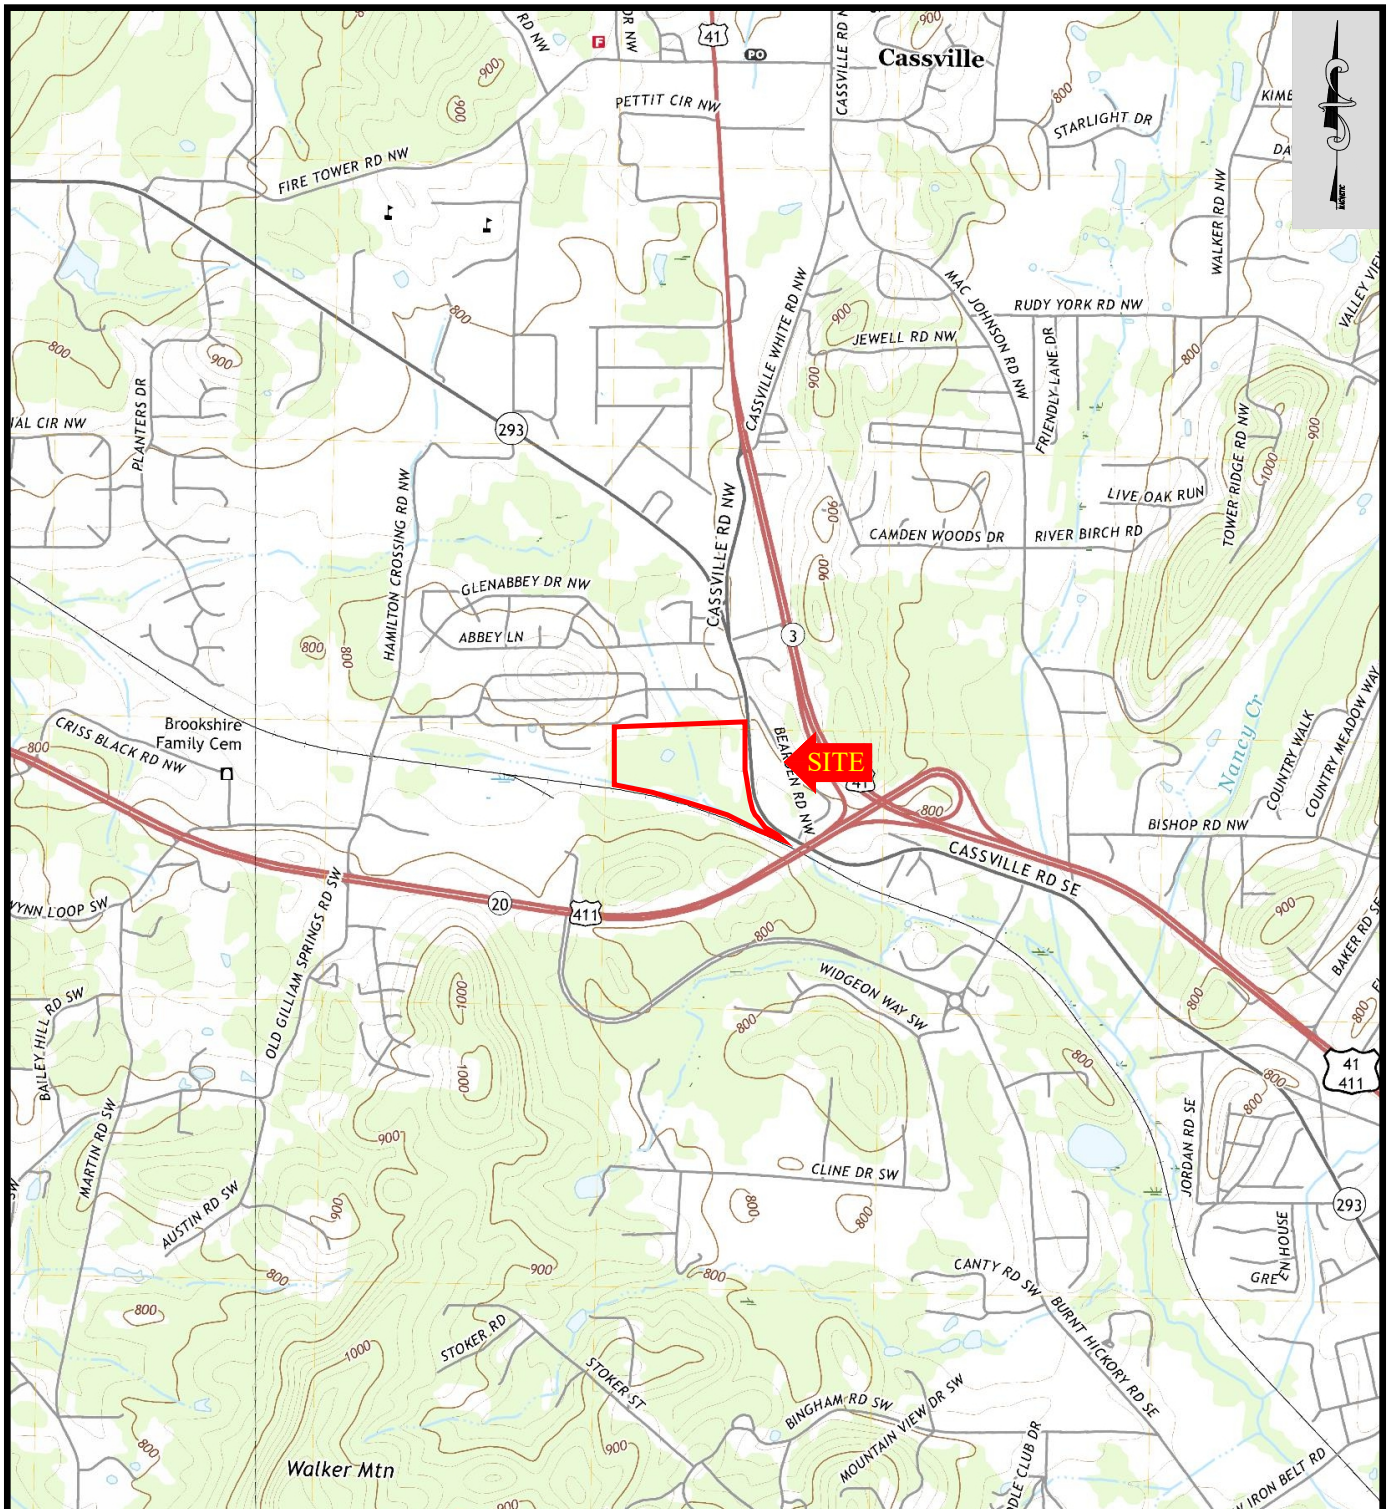 RD NW
DR NW
41
PO
F
CASSVILLE RD N
900
Cassville
900
900
PETTIT CIR NW
800
STARLIGHT DR
KIME
DA
FIRE TOWER RD NW
WALKER RD NW
MAC JOHNSON RD NW
RUDY YORK RD NW
VALLEY VIEW
800
CASSVILLE WHITE RD NW
900
JEWELL RD NW
FRIENDLY LANE DR
800
800
900
PLANTERS DR
900
IAL CIR NW
293
TOWER RIDGE RD NW
900
1000
HAMILTON CROSSING RD NW
CASSVILLE RD NW
900
LIVE OAK RUN
CAMDEN WOODS DR
RIVER BIRCH RD
900
GLENABBEY DR NW
ABBEY LN
3
800
800
Nancy Cr
COUNTRY WALK
COUNTRY MEADOW WAY
Brookshire
Family Cem
CRISS BLACK RD NW
800
BEARDEN RD NW
SITE
41
800
BISHOP RD NW
CASSVILLE RD SE
OLD GILLIAM SPRINGS RD SW
WYNN LOOP SW
20
411
900
BAKER RD SE
800
WIDGEON WAY SW
BAILEY HILL RD SW
1000
800
800
800
41
411
1000
800
800
800
MARTIN RD SW
900
JORDAN RD SE
CLINE DR SW
SW
AUSTIN RD SW
900
800
800
293
GREEN HOUSE
800
900
800
CANTY RD SW
800
BURNT HICKORY RD SE
STOKER RD
1000
STOKER ST
BINGHAM RD SW
MOUNTAIN VIEW DR SW
800
900
DLE CLUB DR
Walker Mtn
W IRON BELT RD
900